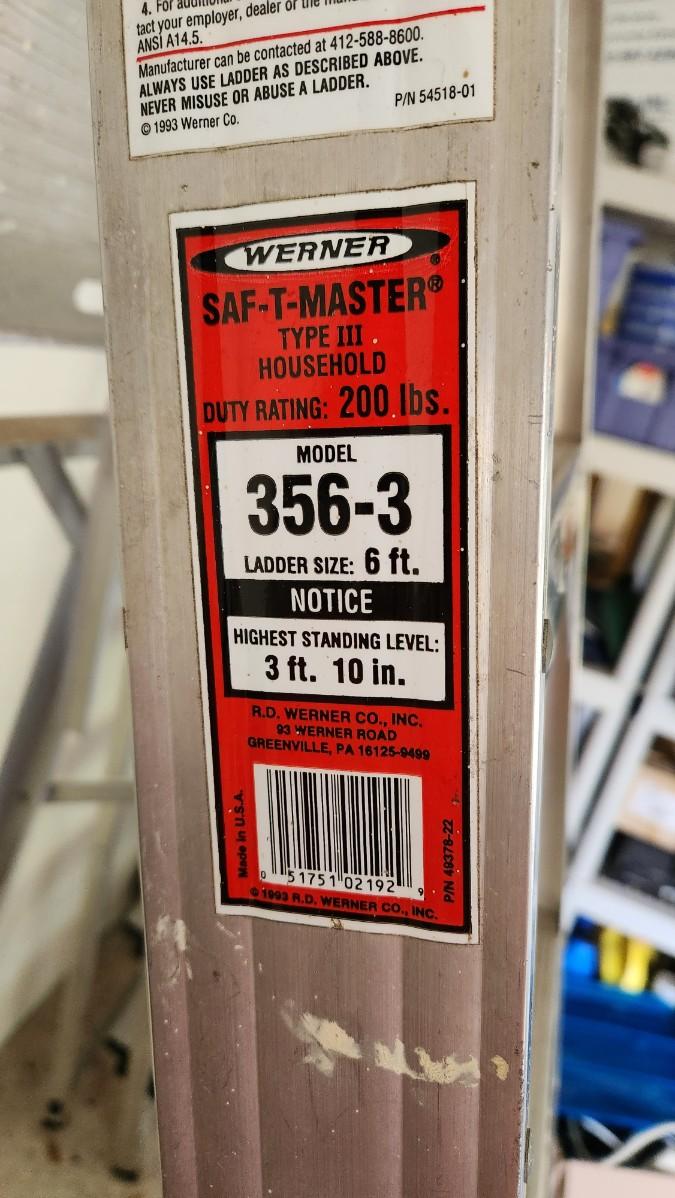 4. For additional
tact your employer, dealer or the
ANSI A14.5.
Manufacturer can be contacted at 412-588-8600.
ALWAYS USE LADDER AS DESCRIBED ABOVE.
NEVER MISUSE OR ABUSE A LADDER.
© 1993 Werner Co. P/N 54518-01
WERNER ®
SAF-T-MASTER®
TYPE III
HOUSEHOLD
DUTY RATING: 200 lbs.
MODEL
356-3
LADDER SIZE: 6 ft.
NOTICE
HIGHEST STANDING LEVEL:
3 ft. 10 in.
R.D. WERNER CO., INC.
93 WERNER ROAD
GREENVILLE, PA 16125-9499
Made in U.S.A.
0 51751 02192 9
P/N 49378-22
© 1993 R.D. WERNER CO., INC.